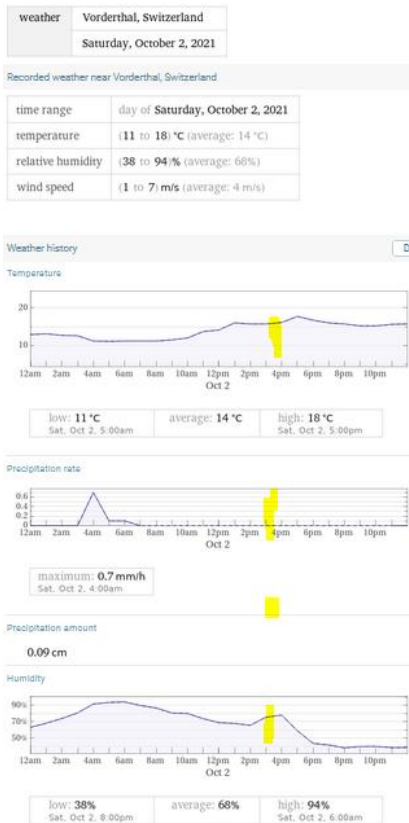 weather Vorderthal, Switzerland
Saturday, October 2, 2021
Recorded weather near Vorderthal, Switzerland
time range day of Saturday, October 2, 2021
temperature (11 to 18) °C (average: 14 °C)
relative humidity (38 to 94)% (average: 68%)
wind speed (1 to 7) m/s (average: 4 m/s)
Weather history D
Temperature
20
10
12am 2am 4am 6am 8am 10am 12pm 2pm 4pm 6pm 8pm 10pm
Oct 2
low: 11 °C average: 14 °C high: 18 °C
Sat, Oct 2, 5:00am Sat, Oct 2, 5:00pm
Precipitation rate
0.6
0.4
0.2
0
12am 2am 4am 6am 8am 10am 12pm 2pm 4pm 6pm 8pm 10pm
Oct 2
maximum: 0.7 mm/h
Sat, Oct 2, 4:00am
Precipitation amount
0.09 cm
Humidity
90%
70%
50%
12am 2am 4am 6am 8am 10am 12pm 2pm 4pm 6pm 8pm 10pm
Oct 2
low: 38% average: 68% high: 94%
Sat, Oct 2, 8:00pm Sat, Oct 2, 6:00am